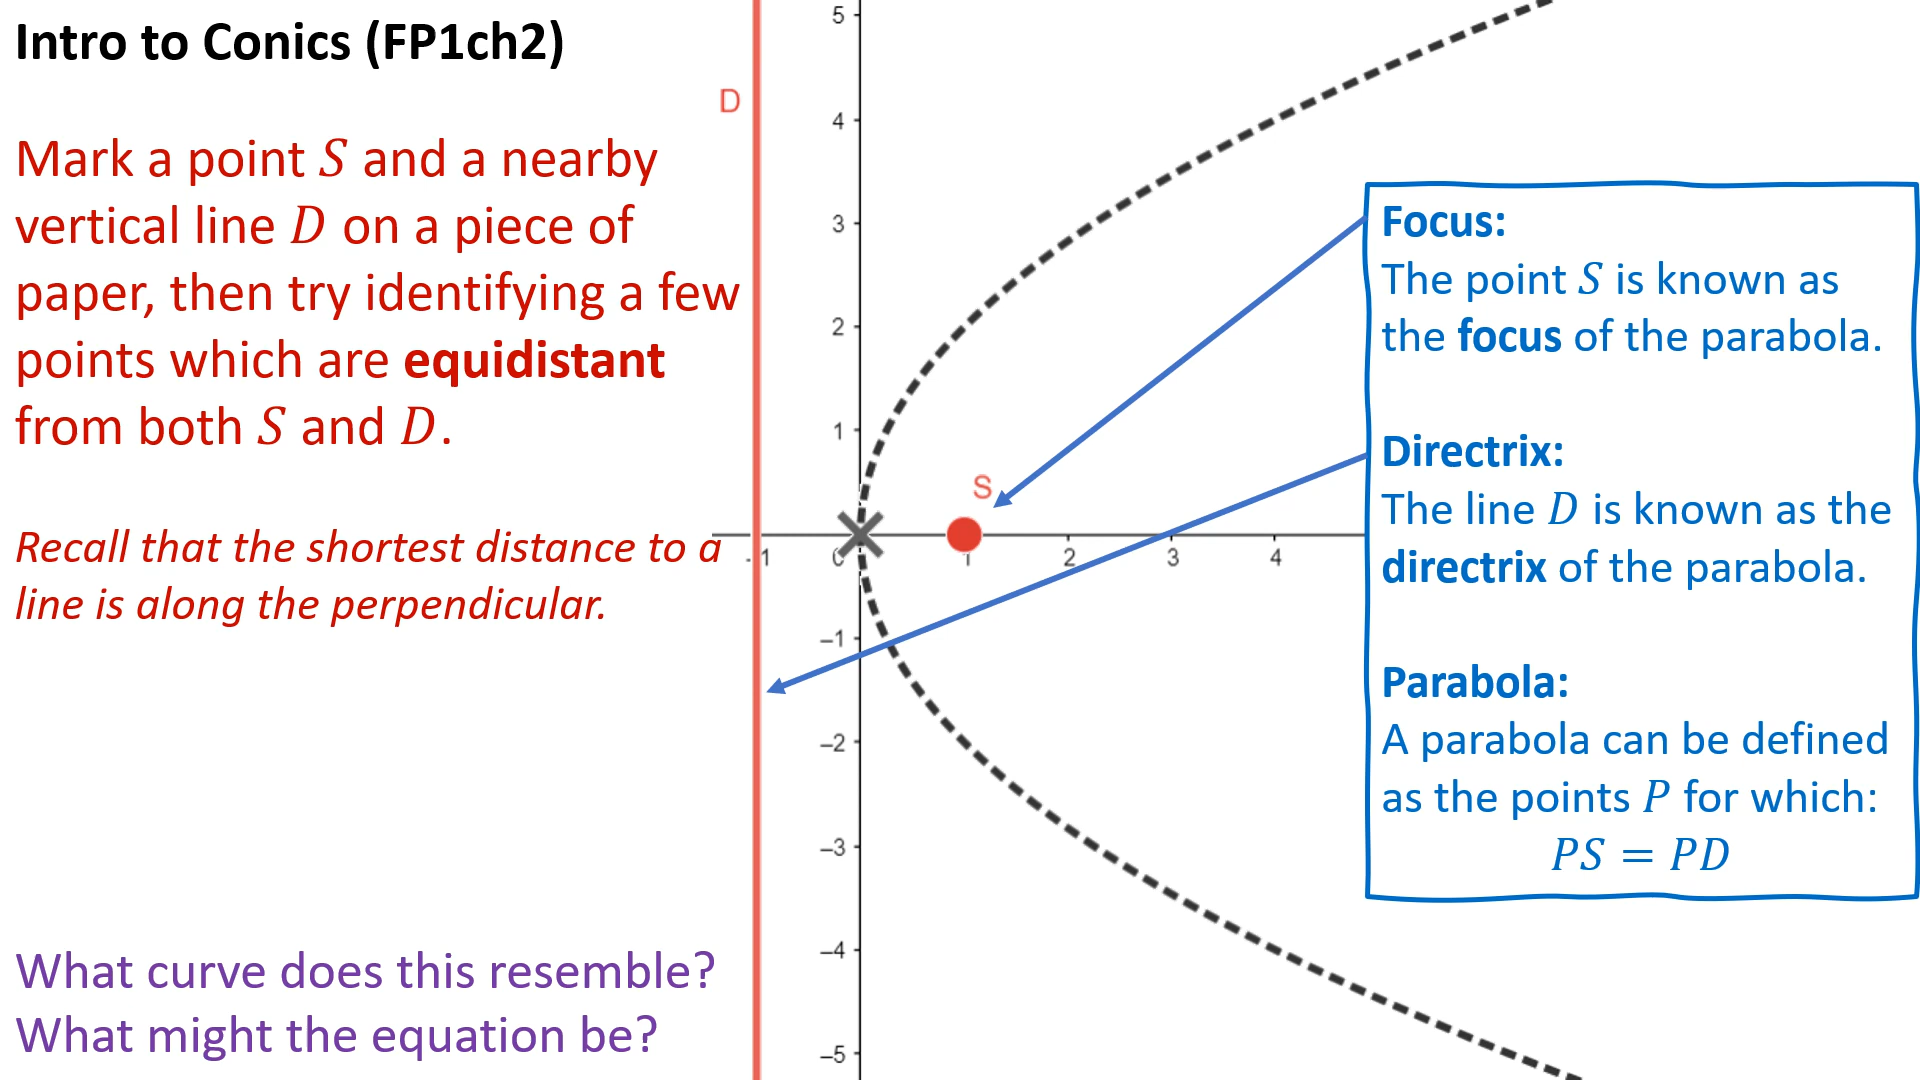 Intro to Conics (FP1ch2)
Mark a point S and a nearby
vertical line D on a piece of
paper, then try identifying a few
points which are equidistant
from both S and D.
Recall that the shortest distance to a
line is along the perpendicular.
What curve does this resemble?
What might the equation be?
D
S
5
4
3
2
1
0
–1
–2
–3
–4
–5
-1
1
2
3
4
Focus:
The point S is known as
the focus of the parabola.
Directrix:
The line D is known as the
directrix of the parabola.
Parabola:
A parabola can be defined
as the points P for which:
PS = PD